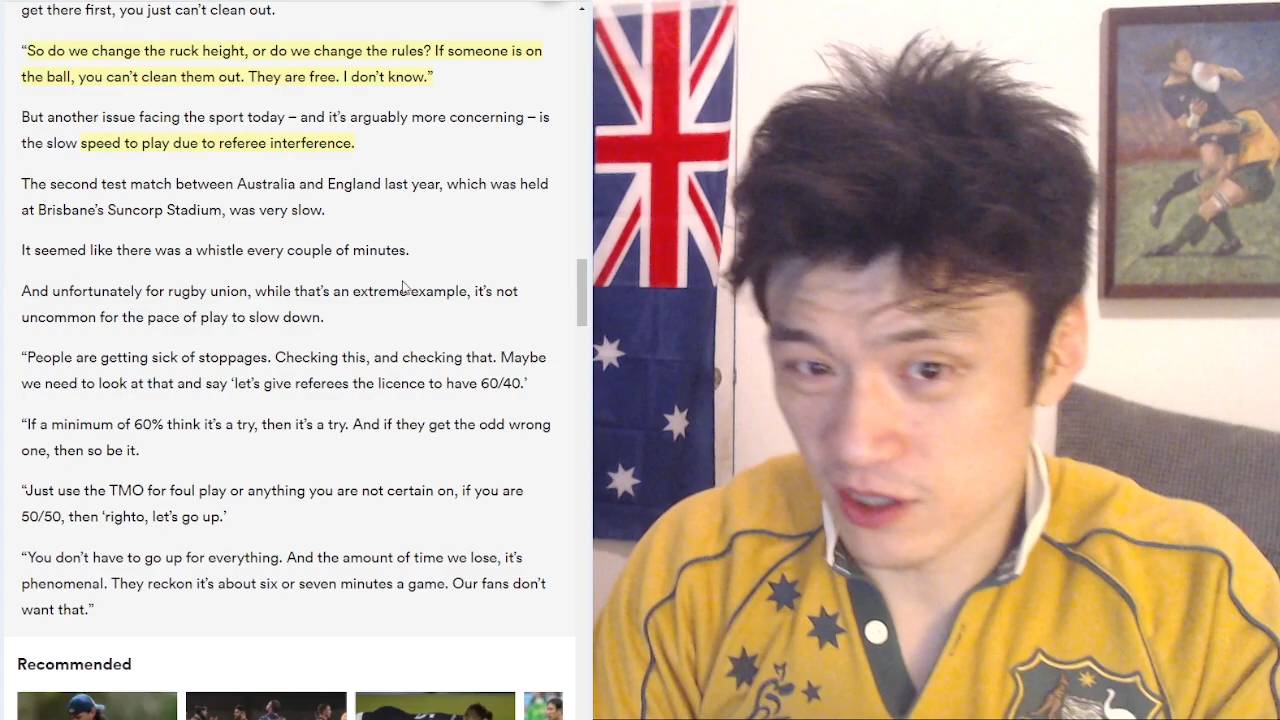 get there first, you just can’t clean out.
“So do we change the ruck height, or do we change the rules? If someone is on
the ball, you can’t clean them out. They are free. I don’t know.”
But another issue facing the sport today – and it’s arguably more concerning – is
the slow speed to play due to referee interference.
The second test match between Australia and England last year, which was held
at Brisbane’s Suncorp Stadium, was very slow.
It seemed like there was a whistle every couple of minutes.
And unfortunately for rugby union, while that’s an extreme example, it’s not
uncommon for the pace of play to slow down.
“People are getting sick of stoppages. Checking this, and checking that. Maybe
we need to look at that and say ‘let’s give referees the licence to have 60/40.’
“If a minimum of 60% think it’s a try, then it’s a try. And if they get the odd wrong
one, then so be it.
“Just use the TMO for foul play or anything you are not certain on, if you are
50/50, then ‘righto, let’s go up.’
“You don’t have to go up for everything. And the amount of time we lose, it’s
phenomenal. They reckon it’s about six or seven minutes a game. Our fans don’t
want that.”
Recommended